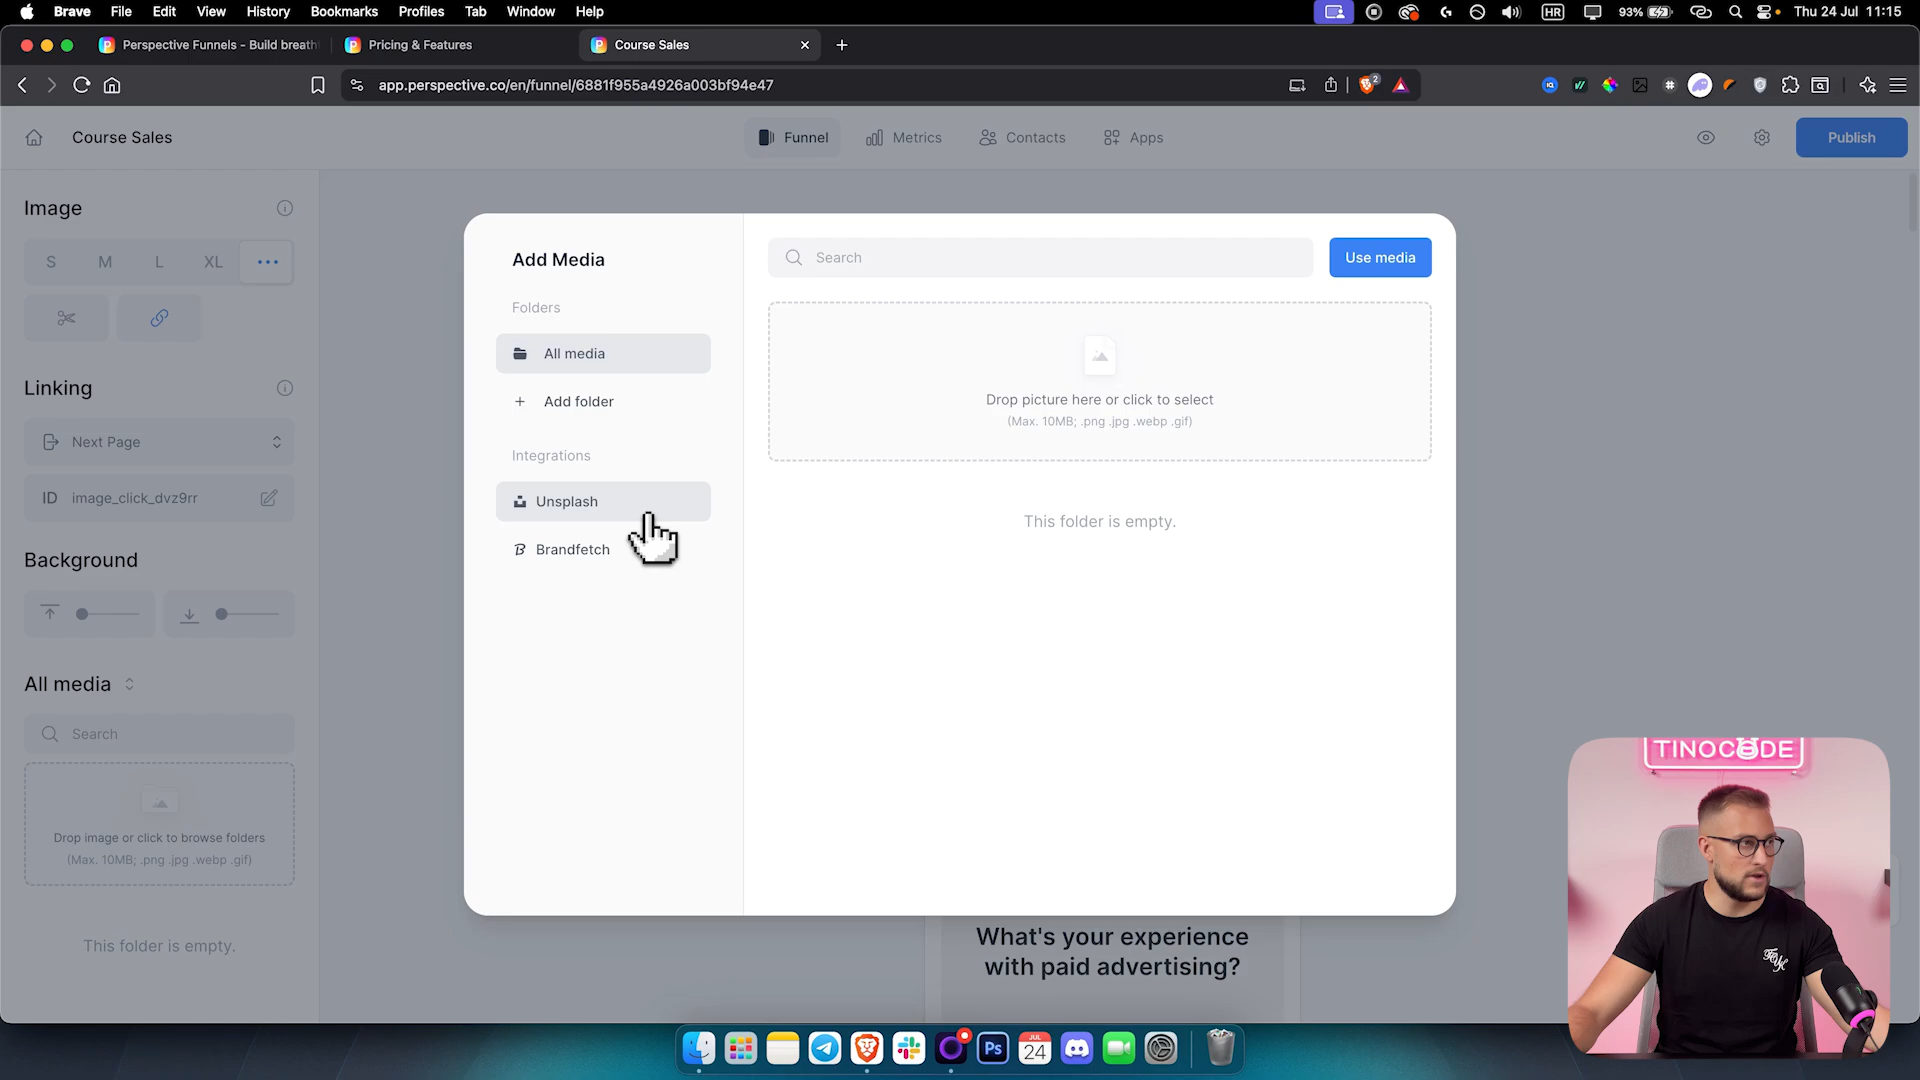 Brave File Edit View History Bookmarks Profiles Tab Window Help
HR 93% Thu 24 Jul 11:15
Perspective Funnels - Build breath
Pricing & Features
Course Sales
app.perspective.co/en/funnel/6881f955a4926a003bf94e47
2
Course Sales
Funnel
Metrics
Contacts
Apps
Publish
Image
S M L XL
Linking
Next Page
ID image_click_dvz9rr
Background
All media
Search
Drop image or click to browse folders
(Max. 10MB; .png .jpg .webp .gif)
This folder is empty.
Add Media
Folders
All media
Add folder
Integrations
Unsplash
Brandfetch
Search
Use media
Drop picture here or click to select
(Max. 10MB; .png .jpg .webp .gif)
This folder is empty.
What's your experience
with paid advertising?
TINOCODE
Ps
JUL
24